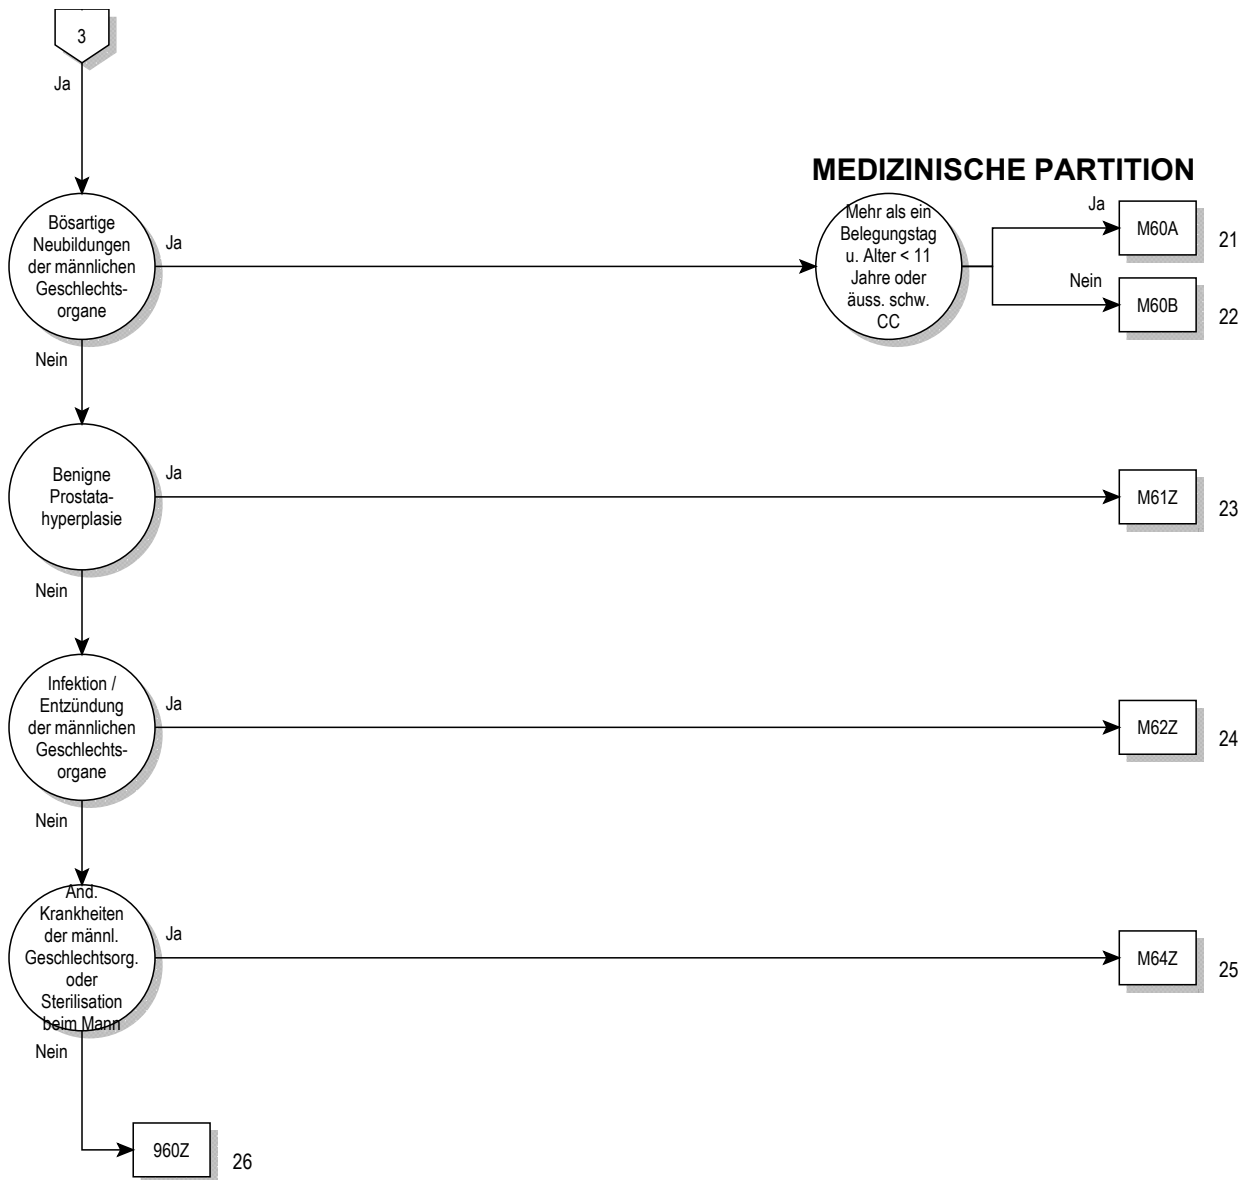 3
Ja
MEDIZINISCHE PARTITION
Bösartige
Neubildungen
der männlichen
Geschlechts-
organe
Ja
Mehr als ein
Belegungstag
u. Alter < 11
Jahre oder
äuss. schw.
CC
Ja
M60A
21
Nein
M60B
22
Nein
Benigne
Prostata-
hyperplasie
Ja
M61Z
23
Nein
Infektion /
Entzündung
der männlichen
Geschlechts-
organe
Ja
M62Z
24
Nein
And.
Krankheiten
der männl.
Geschlechtsorg.
oder
Sterilisation
beim Mann
Ja
M64Z
25
Nein
960Z
26